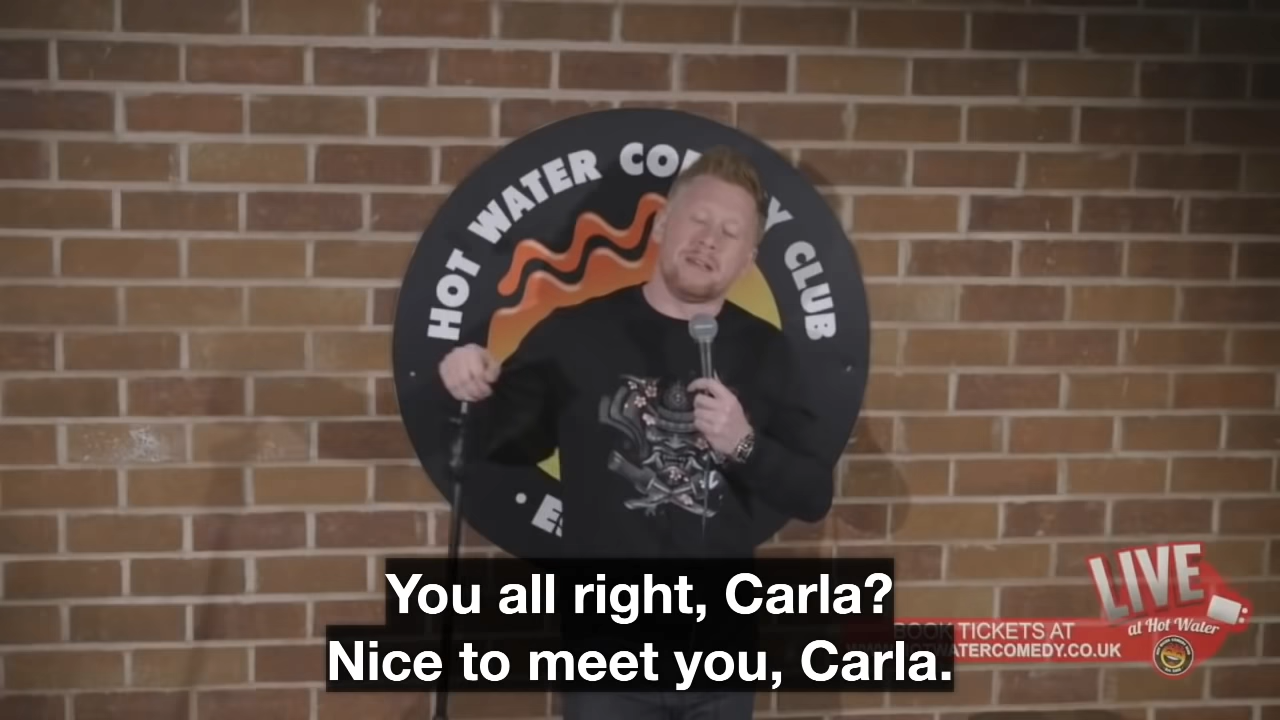 HOT WATER CO Y CLUB
You all right, Carla?
Nice to meet you, Carla.
LIVE
at Hot Water
BOOK TICKETS AT
WATERCOMEDY.CO.UK